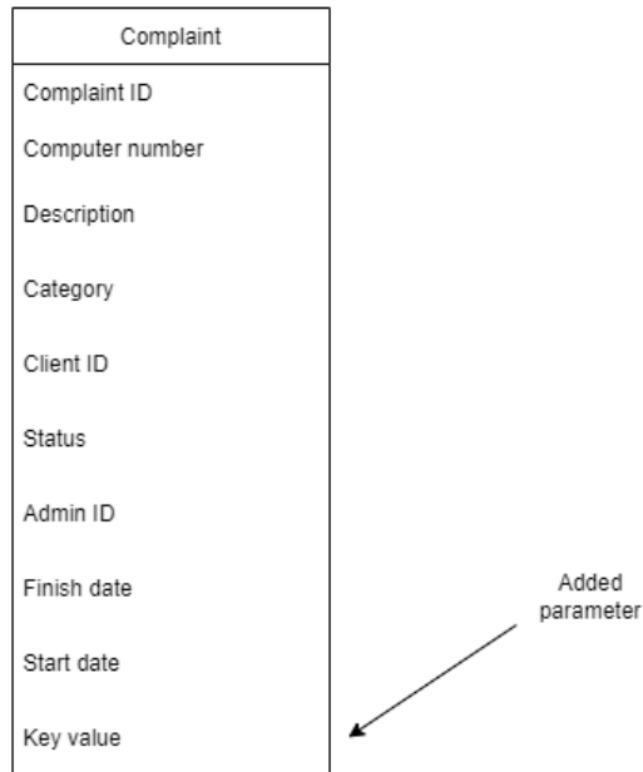 Complaint
Complaint ID
Computer number
Description
Category
Client ID
Status
Admin ID
Finish date
Start date
Key value
Added
parameter